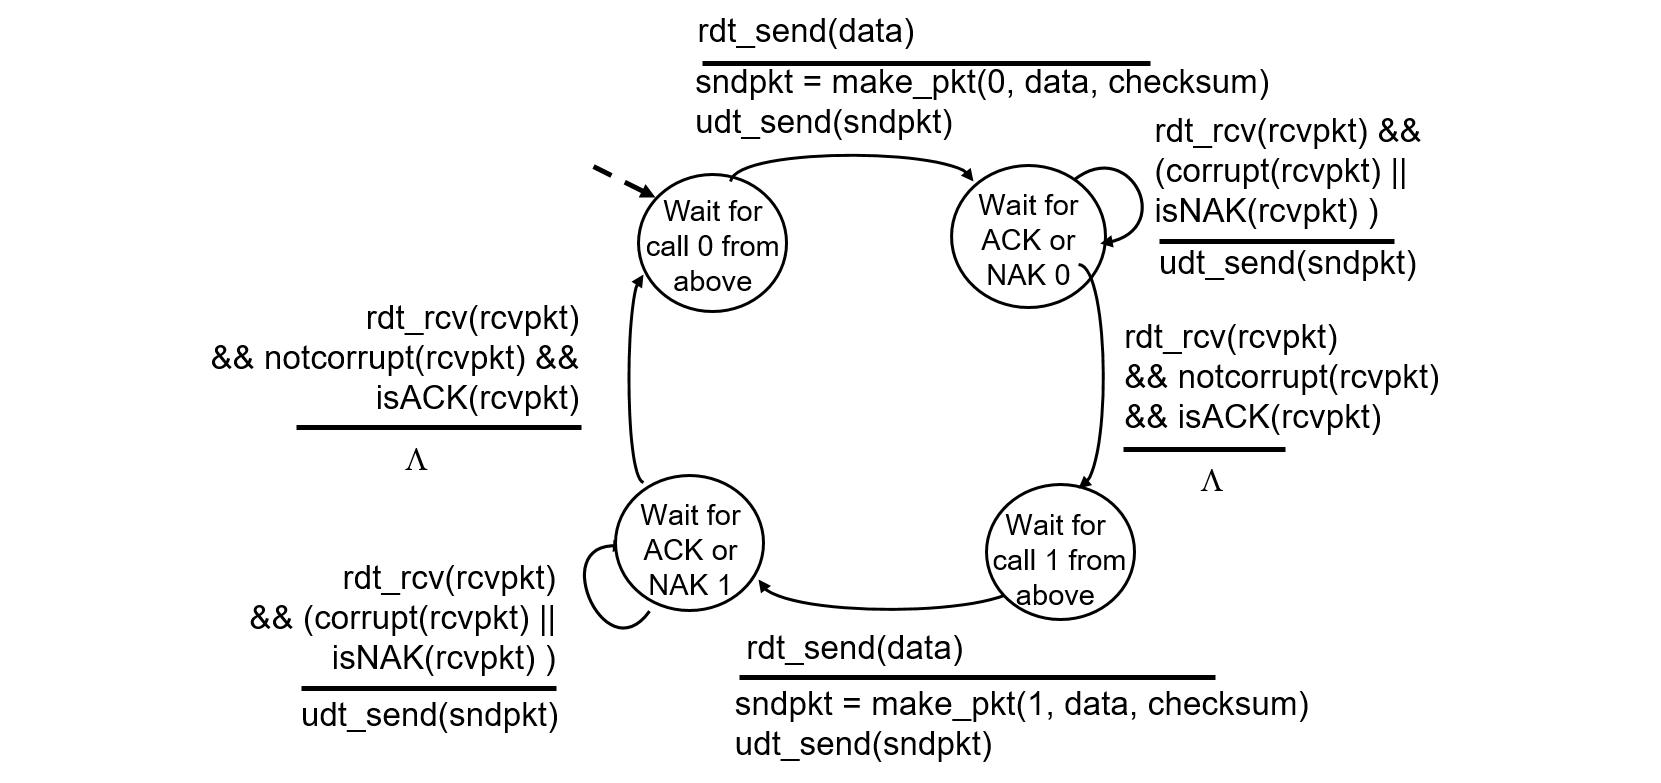 rdt_send(data)
sndpkt = make_pkt(0, data, checksum)
udt_send(sndpkt)
rdt_rcv(rcvpkt) &&
(corrupt(rcvpkt) ||
isNAK(rcvpkt) )
udt_send(sndpkt)
Wait for
call 0 from
above
Wait for
ACK or
NAK 0
rdt_rcv(rcvpkt)
&& notcorrupt(rcvpkt) &&
isACK(rcvpkt)
Λ
rdt_rcv(rcvpkt)
&& notcorrupt(rcvpkt)
&& isACK(rcvpkt)
Λ
Wait for
ACK or
NAK 1
Wait for
call 1 from
above
rdt_rcv(rcvpkt)
&& (corrupt(rcvpkt) ||
isNAK(rcvpkt) )
udt_send(sndpkt)
rdt_send(data)
sndpkt = make_pkt(1, data, checksum)
udt_send(sndpkt)